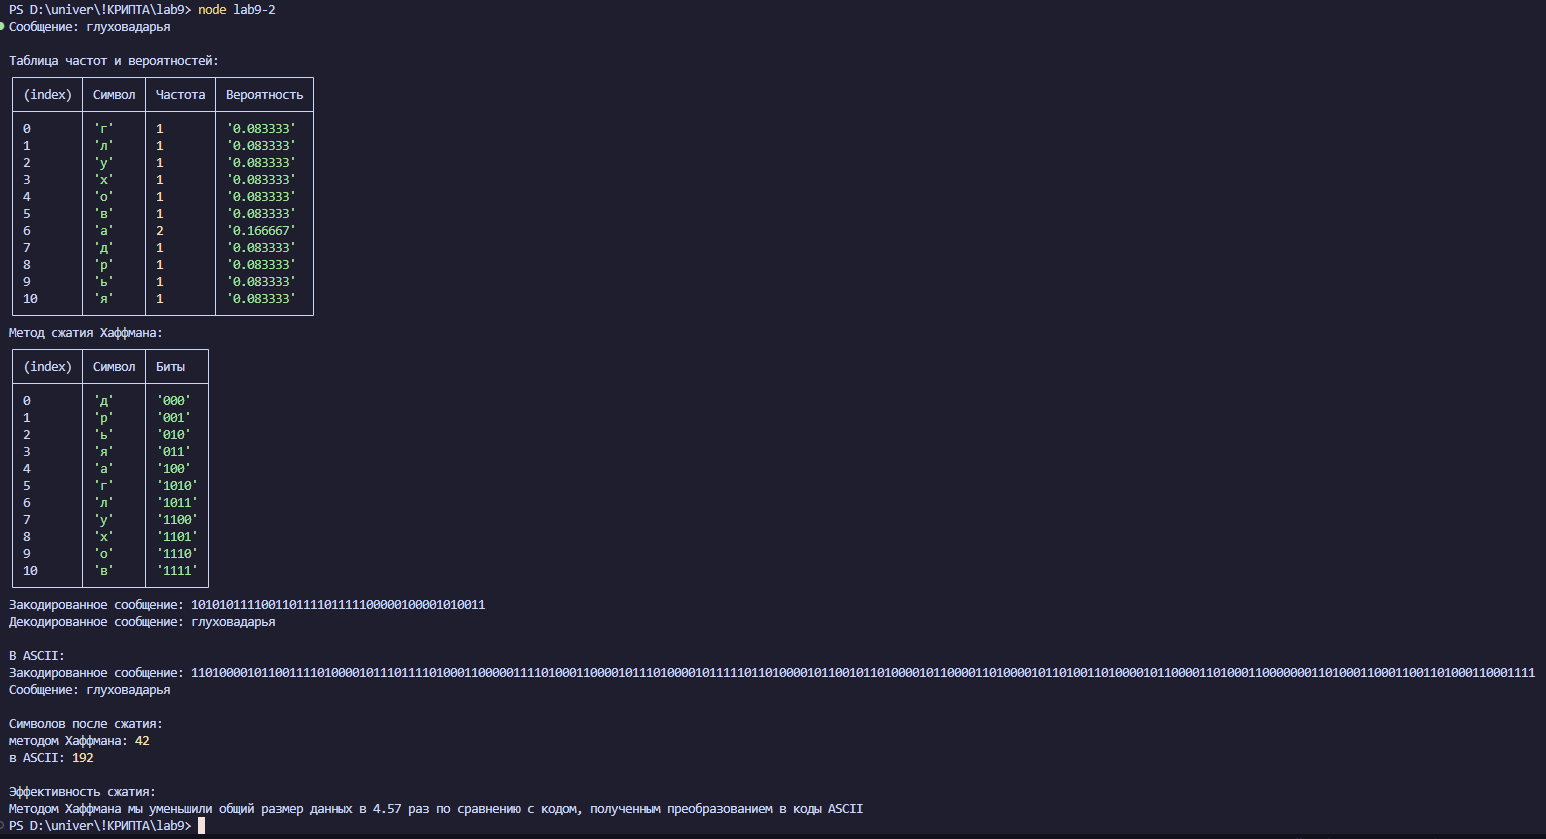 PS D:\univer\!КРИПТА\lab9> node lab9-2
Сообщение: глуховадарья
Таблица частот и вероятностей:
(index) Символ Частота Вероятность
0 'г' 1 '0.083333'
1 'л' 1 '0.083333'
2 'у' 1 '0.083333'
3 'х' 1 '0.083333'
4 'о' 1 '0.083333'
5 'в' 1 '0.083333'
6 'а' 2 '0.166667'
7 'д' 1 '0.083333'
8 'р' 1 '0.083333'
9 'ь' 1 '0.083333'
10 'я' 1 '0.083333'
Метод сжатия Хаффмана:
(index) Символ Биты
0 'д' '000'
1 'р' '001'
2 'ь' '010'
3 'я' '011'
4 'а' '100'
5 'г' '1010'
6 'л' '1011'
7 'у' '1100'
8 'х' '1101'
9 'о' '1110'
10 'в' '1111'
Закодированное сообщение: 101010111100110111101111100000100001010011
Декодированное сообщение: глуховадарья
В ASCII:
Закодированное сообщение: 110100001011001111010000101110111101000110000011110100011000010111010000101111101101000010110010110100001011000011010000101101001101000010110000110100011000000011010001100011001101000110001111
Сообщение: глуховадарья
Символов после сжатия:
методом Хаффмана: 42
в ASCII: 192
Эффективность сжатия:
Методом Хаффмана мы уменьшили общий размер данных в 4.57 раз по сравнению с кодом, полученным преобразованием в коды ASCII
PS D:\univer\!КРИПТА\lab9>